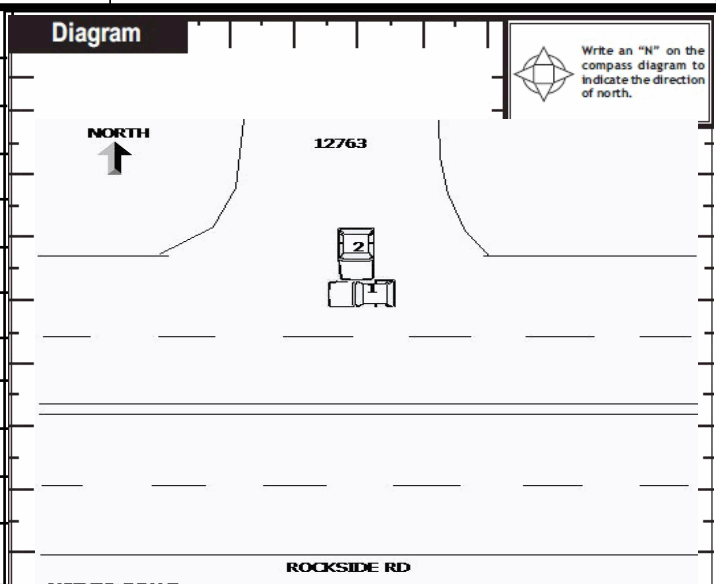 Diagram
Write an "N" on the
compass diagram to
indicate the direction
of north.
NORTH
12763
2
1
ROCKSIDE RD